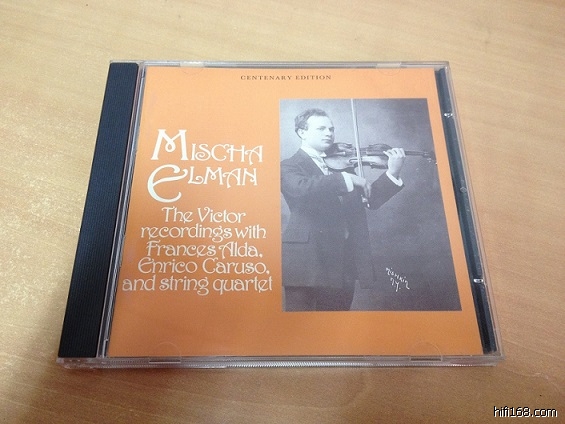 CENTENARY EDITION
MISCHA
ELMAN
The Victor
recordings with
Frances Alda,
Enrico Caruso,
and string quartet
N.Y.
hifi168.com